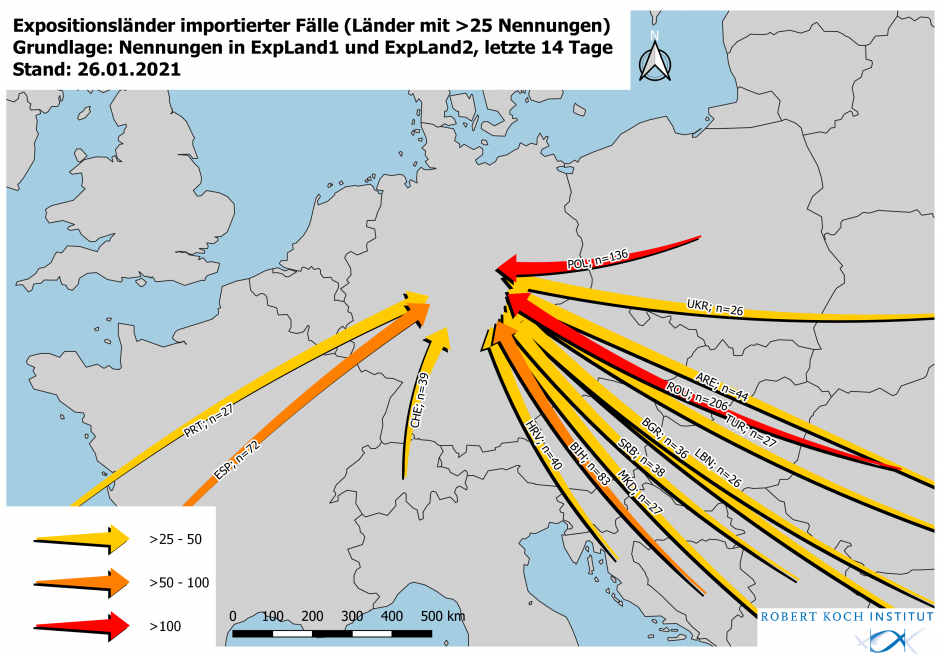 Expositionsländer importierter Fälle (Länder mit >25 Nennungen)
Grundlage: Nennungen in ExpLand1 und ExpLand2, letzte 14 Tage
Stand: 26.01.2021
N
POL; n=136
UKR; n=26
ARE; n=44
ROU; n=206
TUR; n=27
PRT; n=27
ESP; n=72
CHE; n=39
HRV; n=40
BIH; n=83
MKD; n=27
SRB; n=38
BGR; n=36
LBN; n=26
>25 - 50
>50 - 100
>100
0 100 200 300 400 500 km
ROBERT KOCH INSTITUT